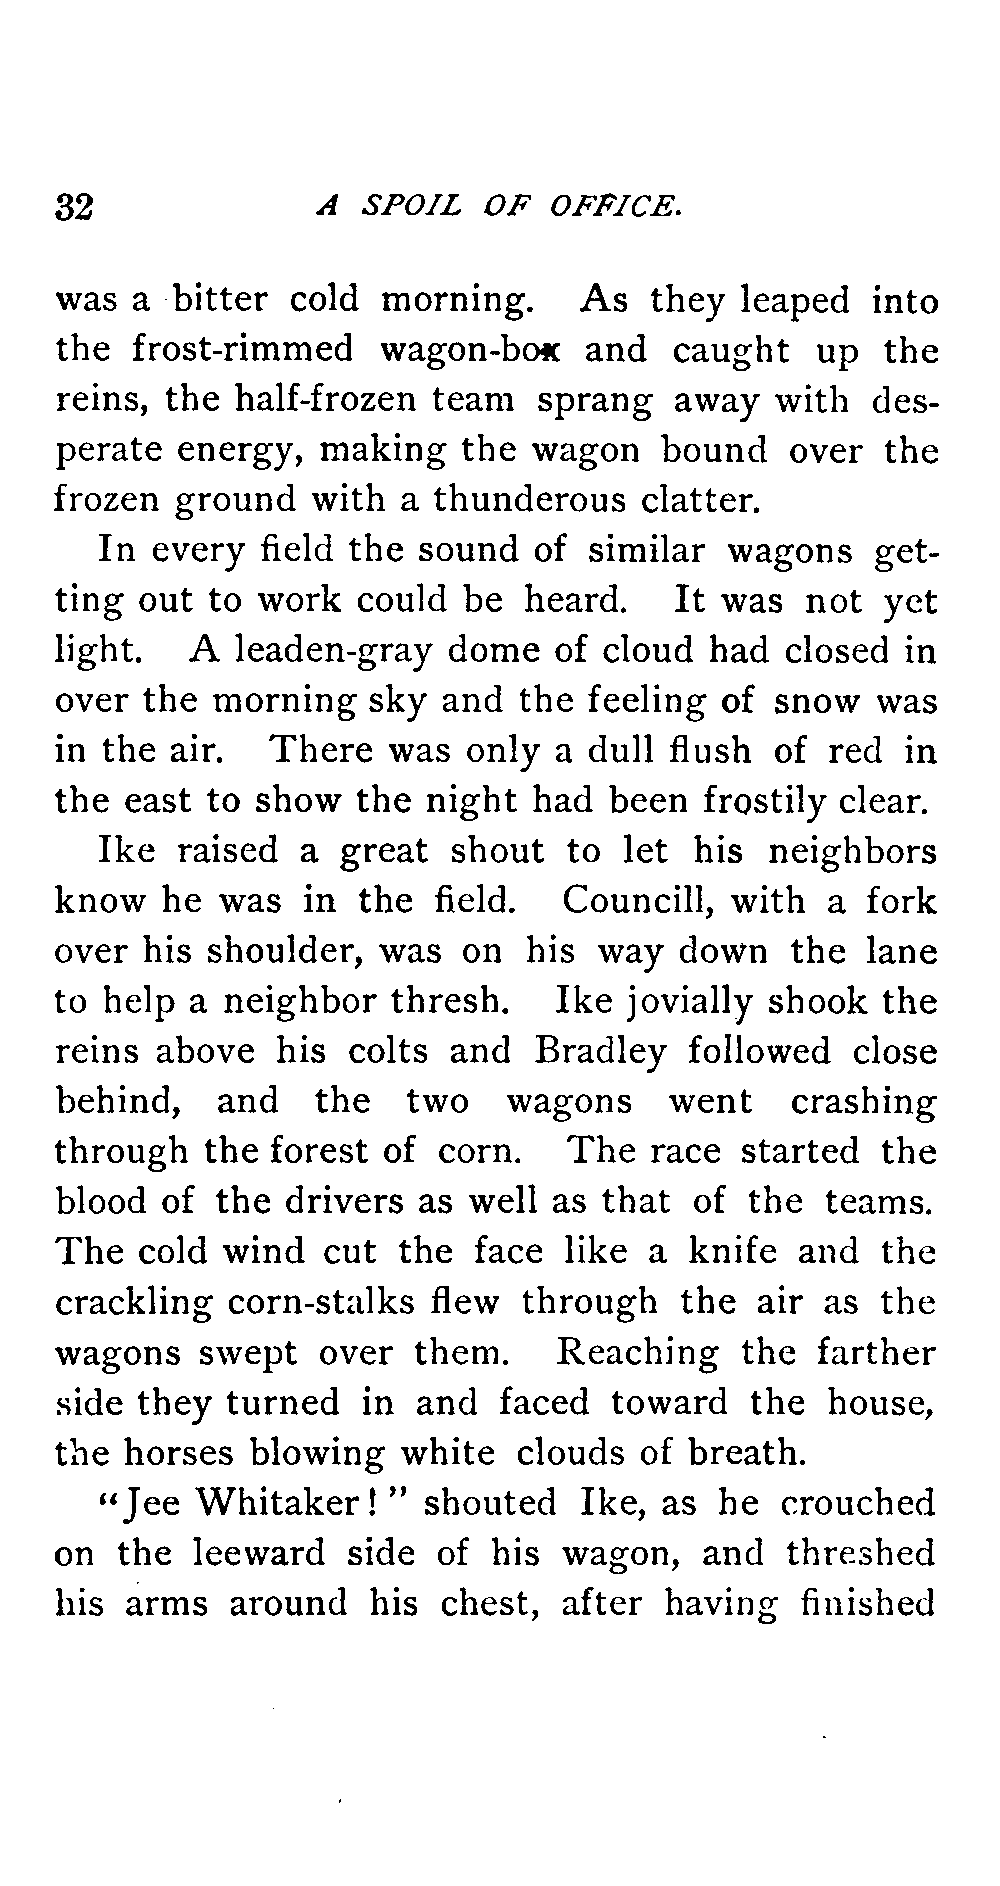 32 A SPOIL OF OFFICE.
was a bitter cold morning. As they leaped into
the frost-rimmed wagon-box and caught up the
reins, the half-frozen team sprang away with des-
perate energy, making the wagon bound over the
frozen ground with a thunderous clatter.
In every field the sound of similar wagons get-
ting out to work could be heard. It was not yet
light. A leaden-gray dome of cloud had closed in
over the morning sky and the feeling of snow was
in the air. There was only a dull flush of red in
the east to show the night had been frostily clear.
Ike raised a great shout to let his neighbors
know he was in the field. Councill, with a fork
over his shoulder, was on his way down the lane
to help a neighbor thresh. Ike jovially shook the
reins above his colts and Bradley followed close
behind, and the two wagons went crashing
through the forest of corn. The race started the
blood of the drivers as well as that of the teams.
The cold wind cut the face like a knife and the
crackling corn-stalks flew through the air as the
wagons swept over them. Reaching the farther
side they turned in and faced toward the house,
the horses blowing white clouds of breath.
"Jee Whitaker!" shouted Ike, as he crouched
on the leeward side of his wagon, and threshed
his arms around his chest, after having finished